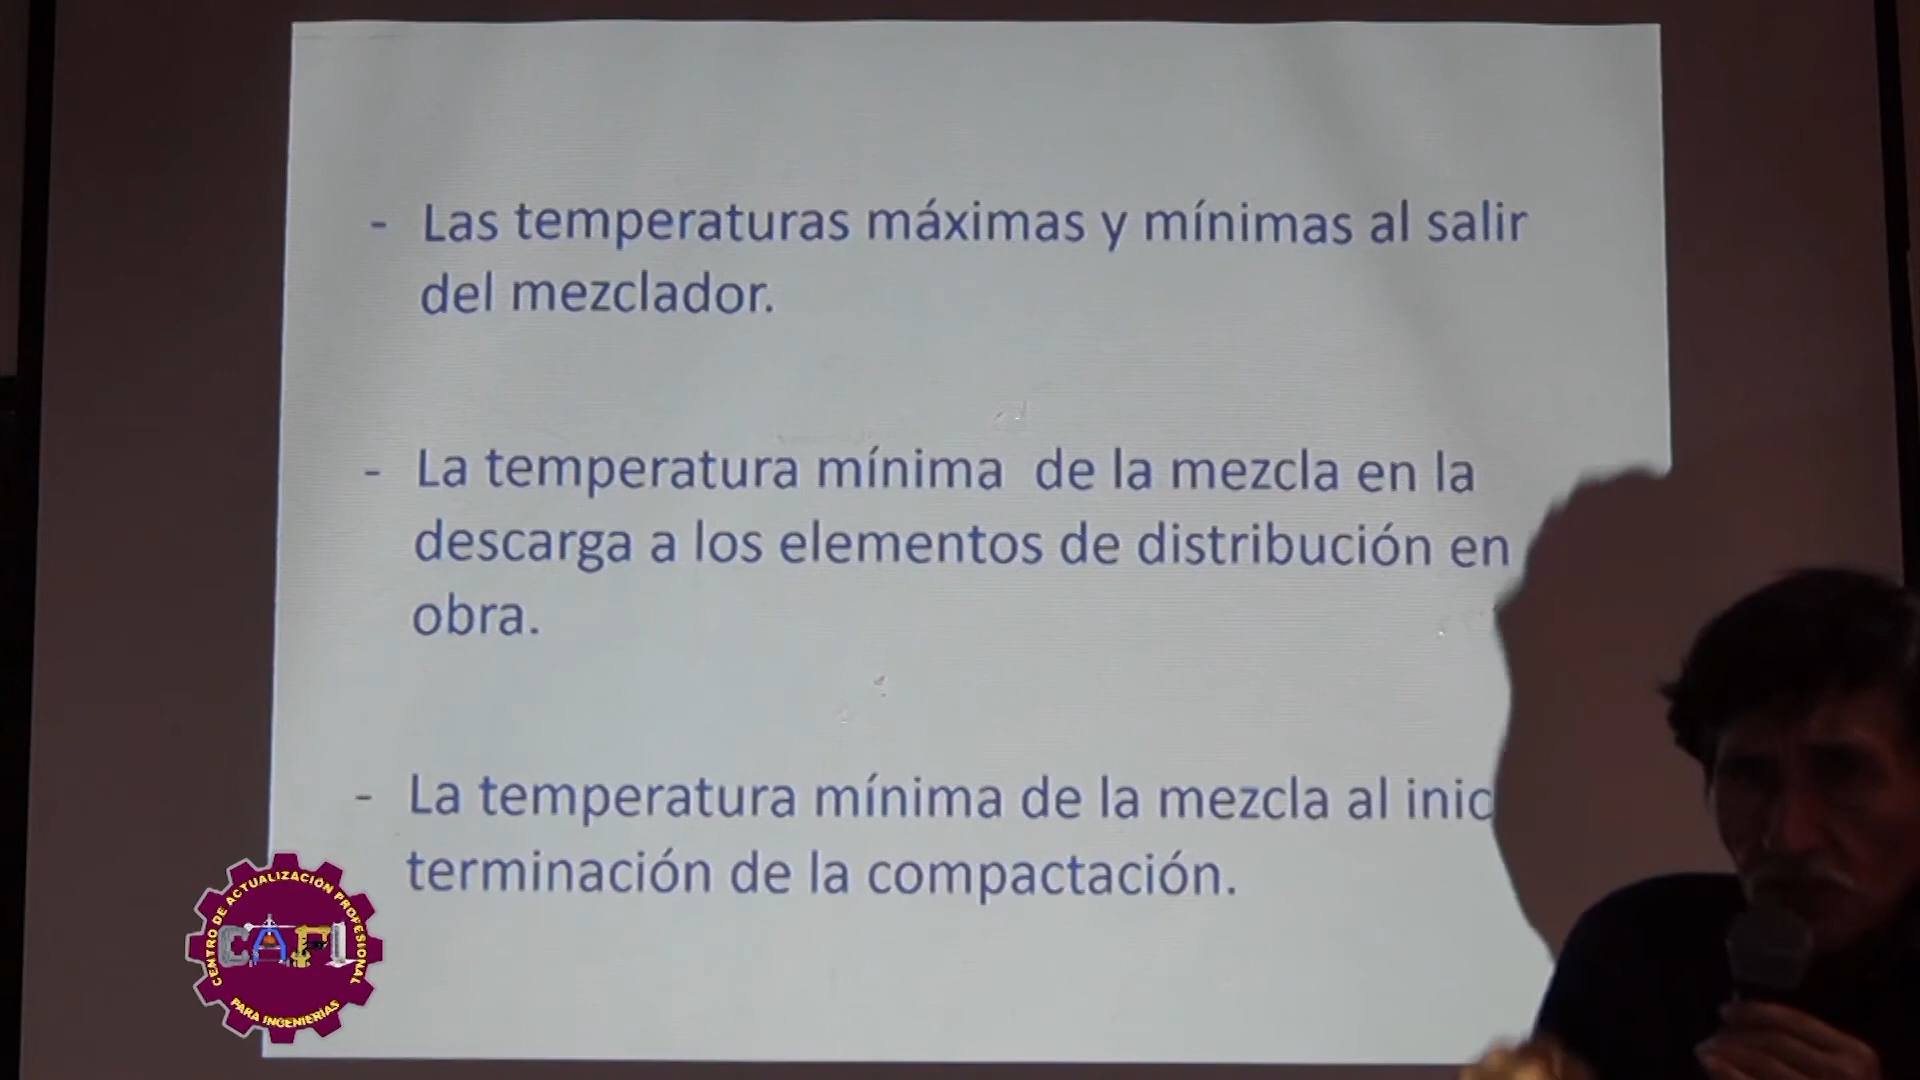 - Las temperaturas máximas y mínimas al salir
del mezclador.
- La temperatura mínima de la mezcla en la
descarga a los elementos de distribución en
obra.
- La temperatura mínima de la mezcla al
terminación de la compactación.
CENTRO DE ACTUALIZACIÓN PROFESIONAL
CAPI
PARA INGENIERÍAS